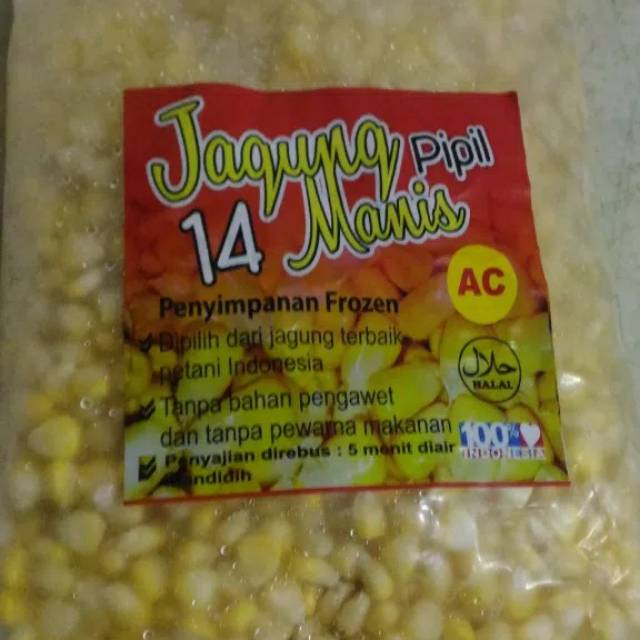 Jagung Pipil
14 Manis
AC
Penyimpanan Frozen
Dipilih dari jagung terbaik
petani Indonesia
حلال
HALAL
Tanpa bahan pengawet
dan tanpa pewarna makanan
100%
INDONESIA
Penyajian direbus : 5 menit diair
mendidih